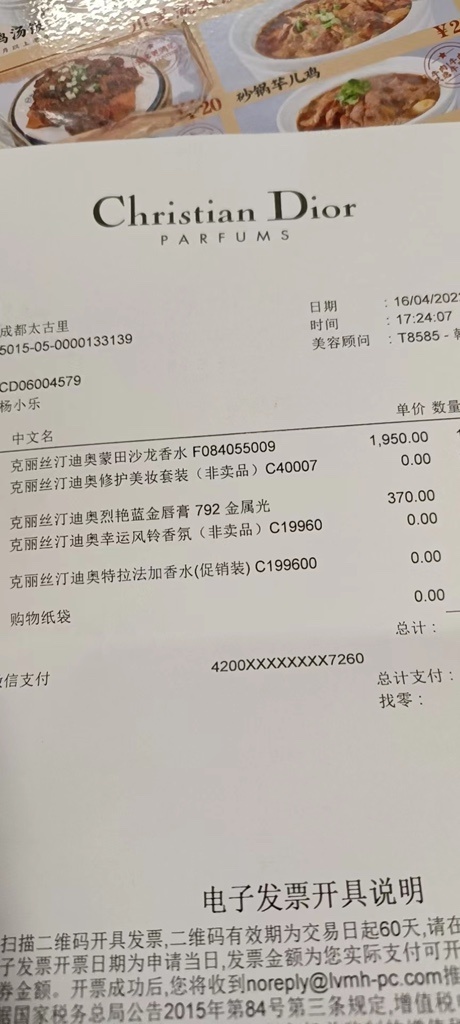 鸡汤饭
¥20
砂锅芋儿鸡
¥2
Christian Dior
PARFUMS
成都太古里
5015-05-0000133139
日期 : 16/04/202
时间 : 17:24:07
美容顾问 : T8585 -
CD06004579
杨小乐
中文名 单价 数量
克丽丝汀迪奥蒙田沙龙香水 F084055009 1,950.00
克丽丝汀迪奥修护美妆套装（非卖品）C40007 0.00
克丽丝汀迪奥烈艳蓝金唇膏 792 金属光 370.00
克丽丝汀迪奥幸运风铃香氛（非卖品）C19960 0.00
克丽丝汀迪奥特拉法加香水(促销装) C199600 0.00
购物纸袋 0.00
总计：
信支付 4200XXXXXXXX7260
总计支付：
找零：
电子发票开具说明
扫描二维码开具发票,二维码有效期为交易日起60天,请在
子发票开票日期为申请当日,发票金额为您实际支付可开
券金额。开票成功后,您将收到noreply@lvmh-pc.com推
据国家税务总局公告2015年第84号第三条规定,增值税